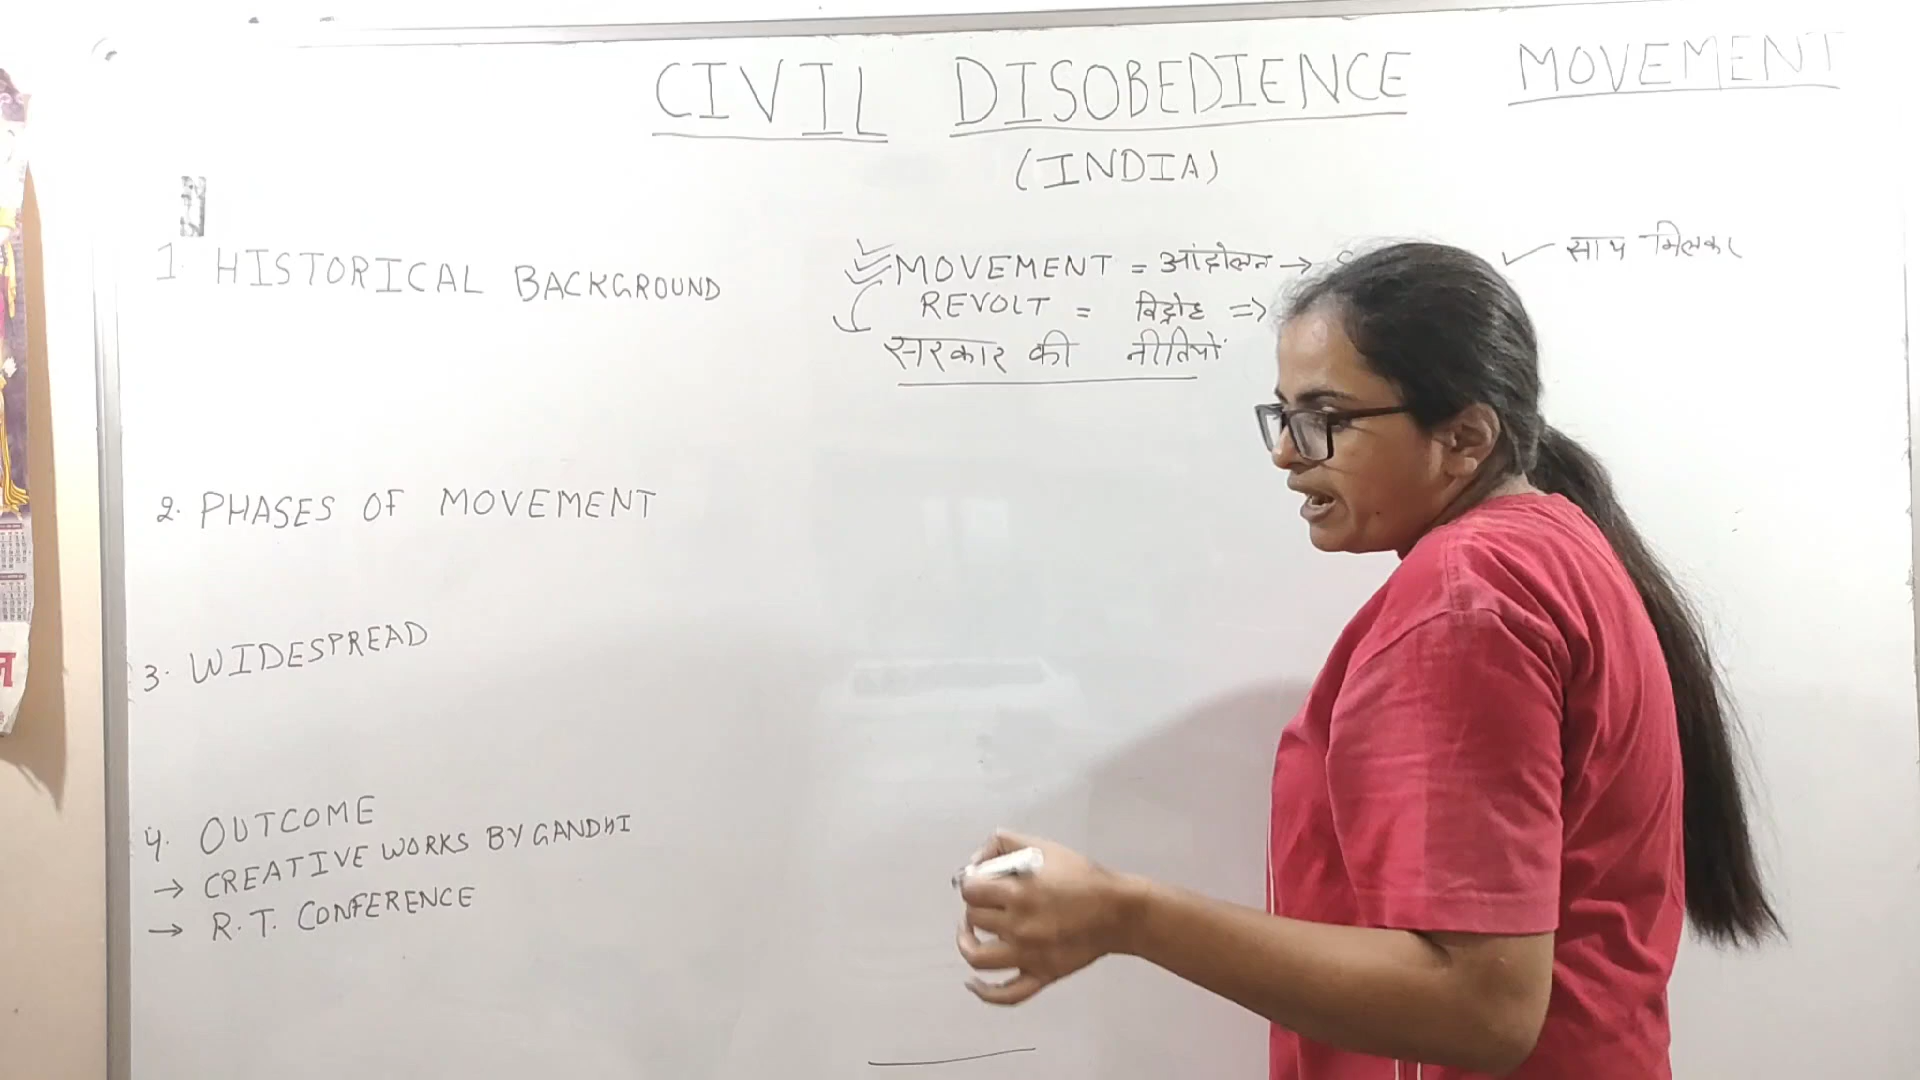 CIVIL DISOBEDIENCE MOVEMENT
(INDIA)
1. HISTORICAL BACKGROUND
MOVEMENT = आंदोलन →
साथ मिलकर
REVOLT = विद्रोह =>
सरकार की नीतियों
2. PHASES OF MOVEMENT
3. WIDESPREAD
4. OUTCOME
→ CREATIVE WORKS BY GANDHI
→ R.T. CONFERENCE